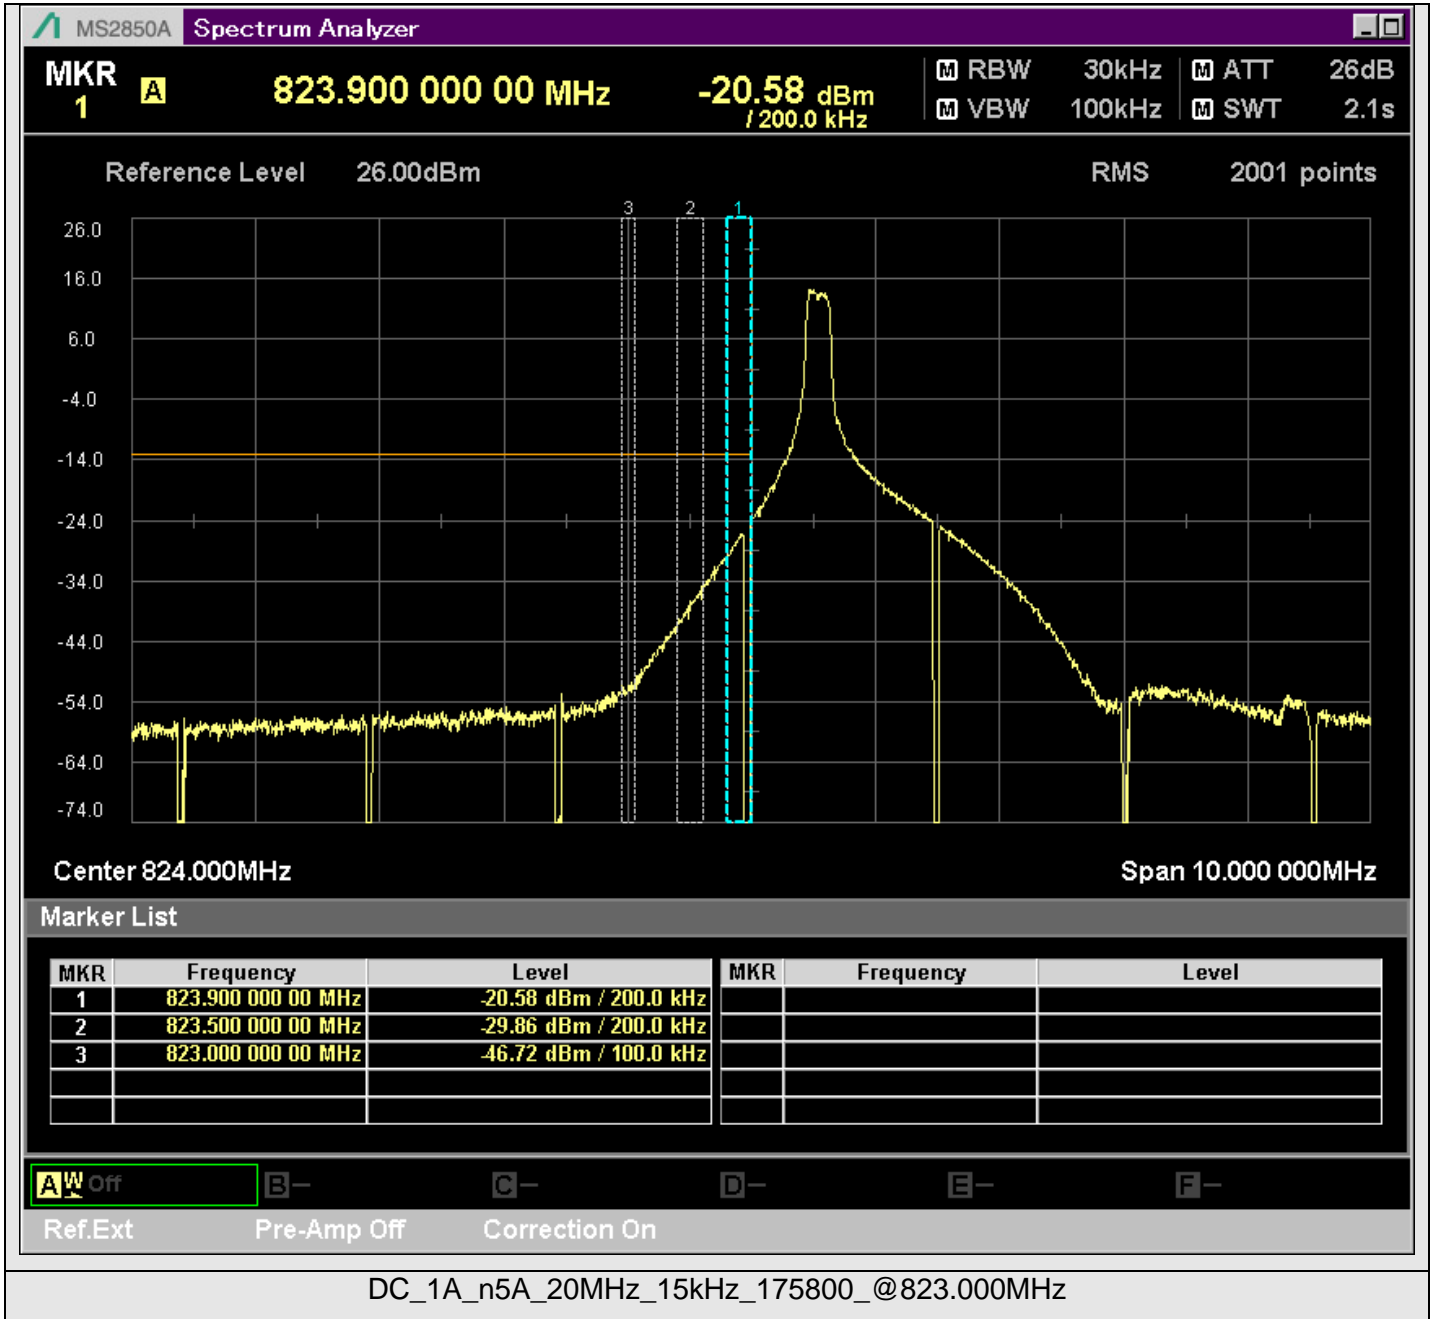 MS2850A Spectrum Analyzer
MKR 1 A 823.900 000 00 MHz -20.58 dBm / 200.0 kHz
M RBW 30kHz M ATT 26dB
M VBW 100kHz M SWT 2.1s
Reference Level 26.00dBm RMS 2001 points
3 2 1
26.0
16.0
6.0
-4.0
-14.0
-24.0
-34.0
-44.0
-54.0
-64.0
-74.0
Center 824.000MHz Span 10.000 000MHz
Marker List
MKR Frequency Level MKR Frequency Level
1 823.900 000 00 MHz -20.58 dBm / 200.0 kHz
2 823.500 000 00 MHz -29.86 dBm / 200.0 kHz
3 823.000 000 00 MHz -46.72 dBm / 100.0 kHz
A W Off B – C – D – E – F –
Ref.Ext Pre-Amp Off Correction On
DC_1A_n5A_20MHz_15kHz_175800_@823.000MHz